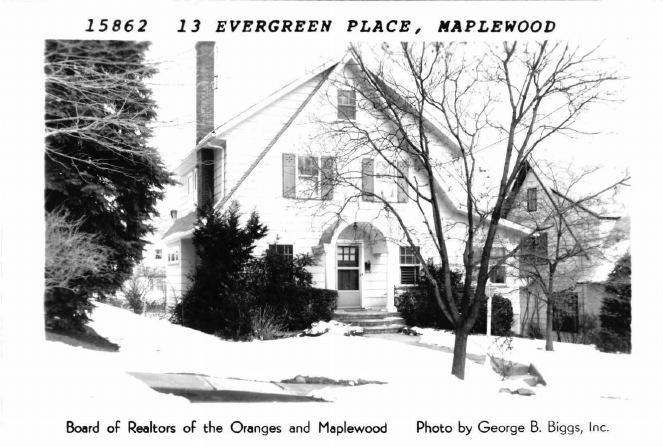 15862 13 EVERGREEN PLACE, MAPLEWOOD
Board of Realtors of the Oranges and Maplewood Photo by George B. Biggs, Inc.